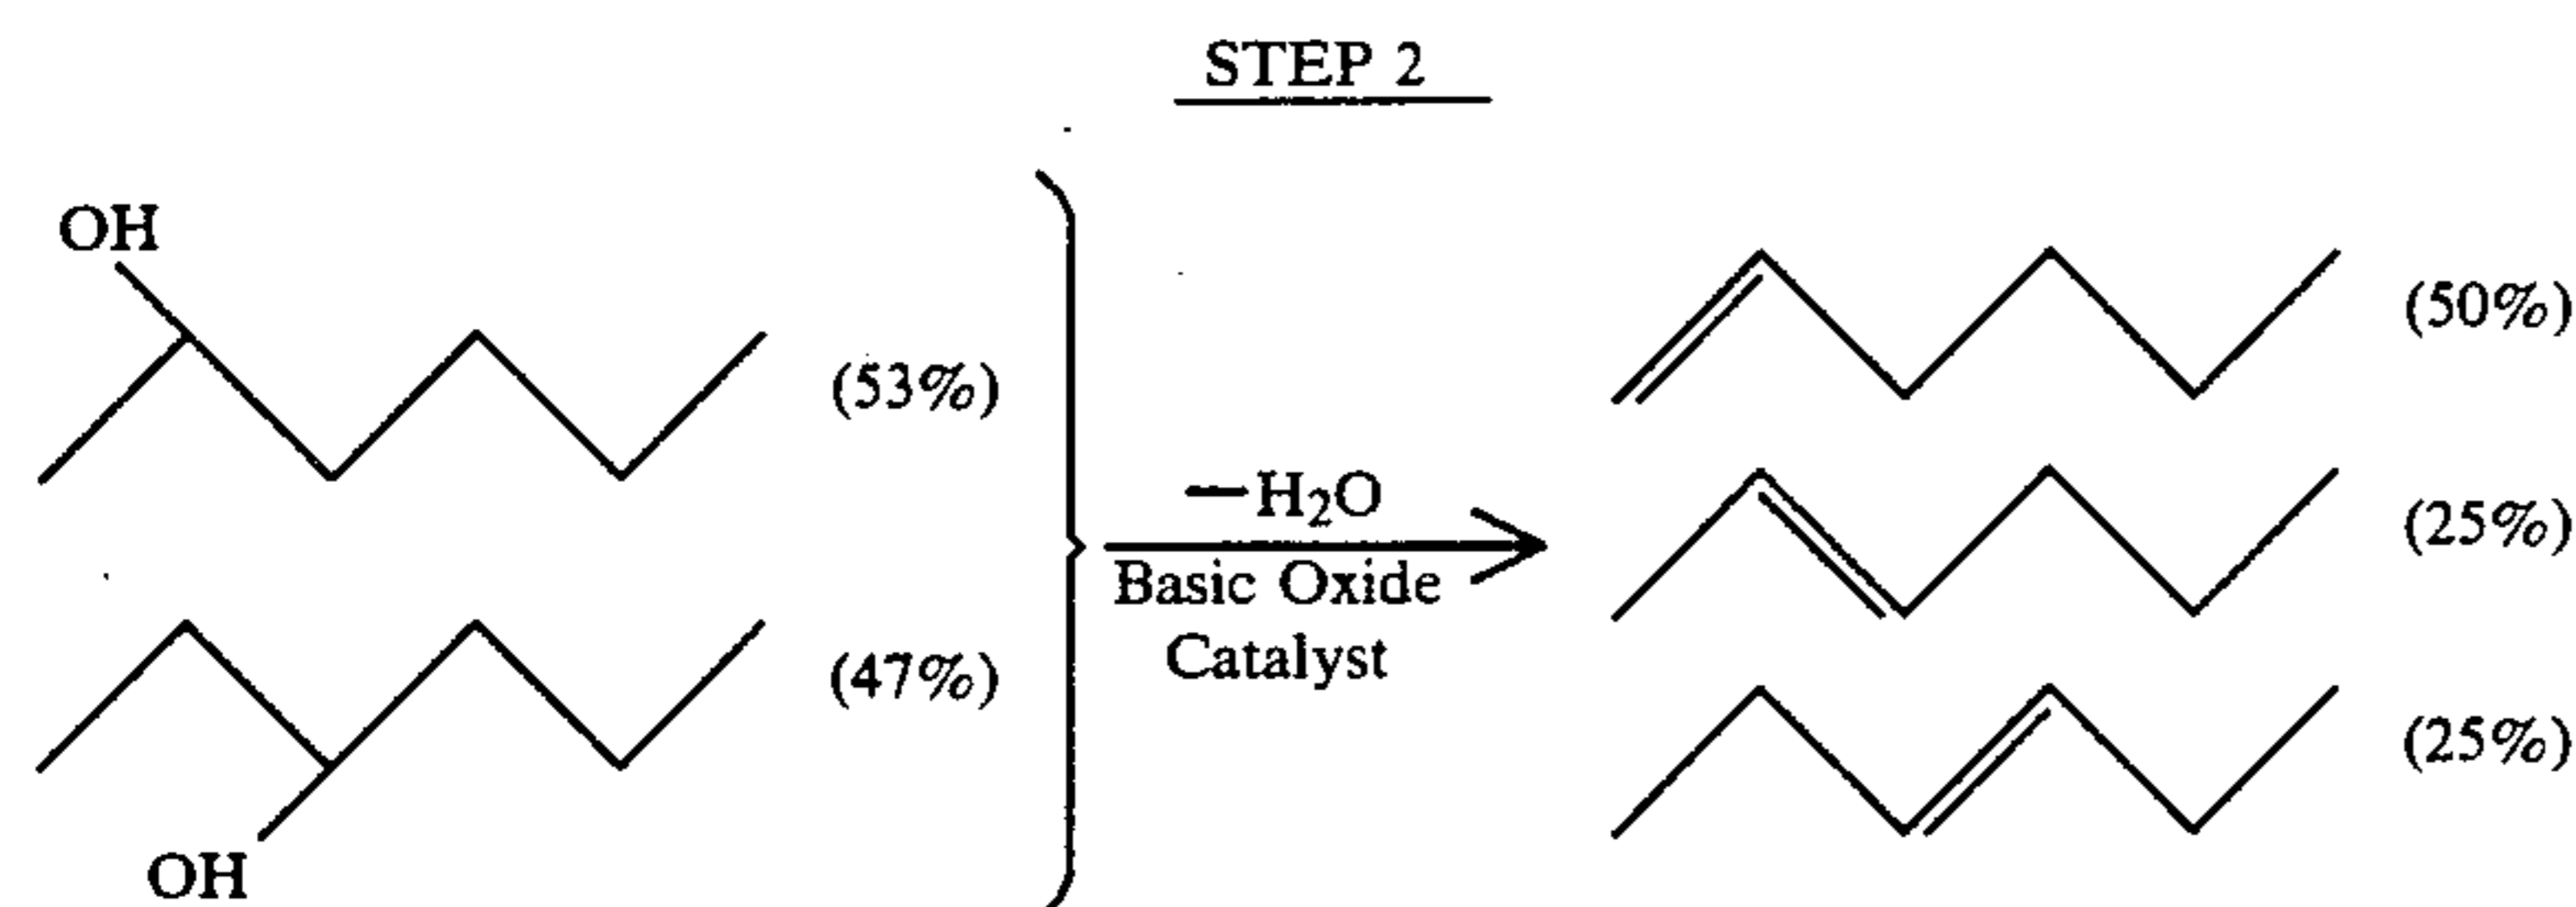 STEP 2
OH
(53%)
(47%)
OH
−H₂O
Basic Oxide
Catalyst
(50%)
(25%)
(25%)